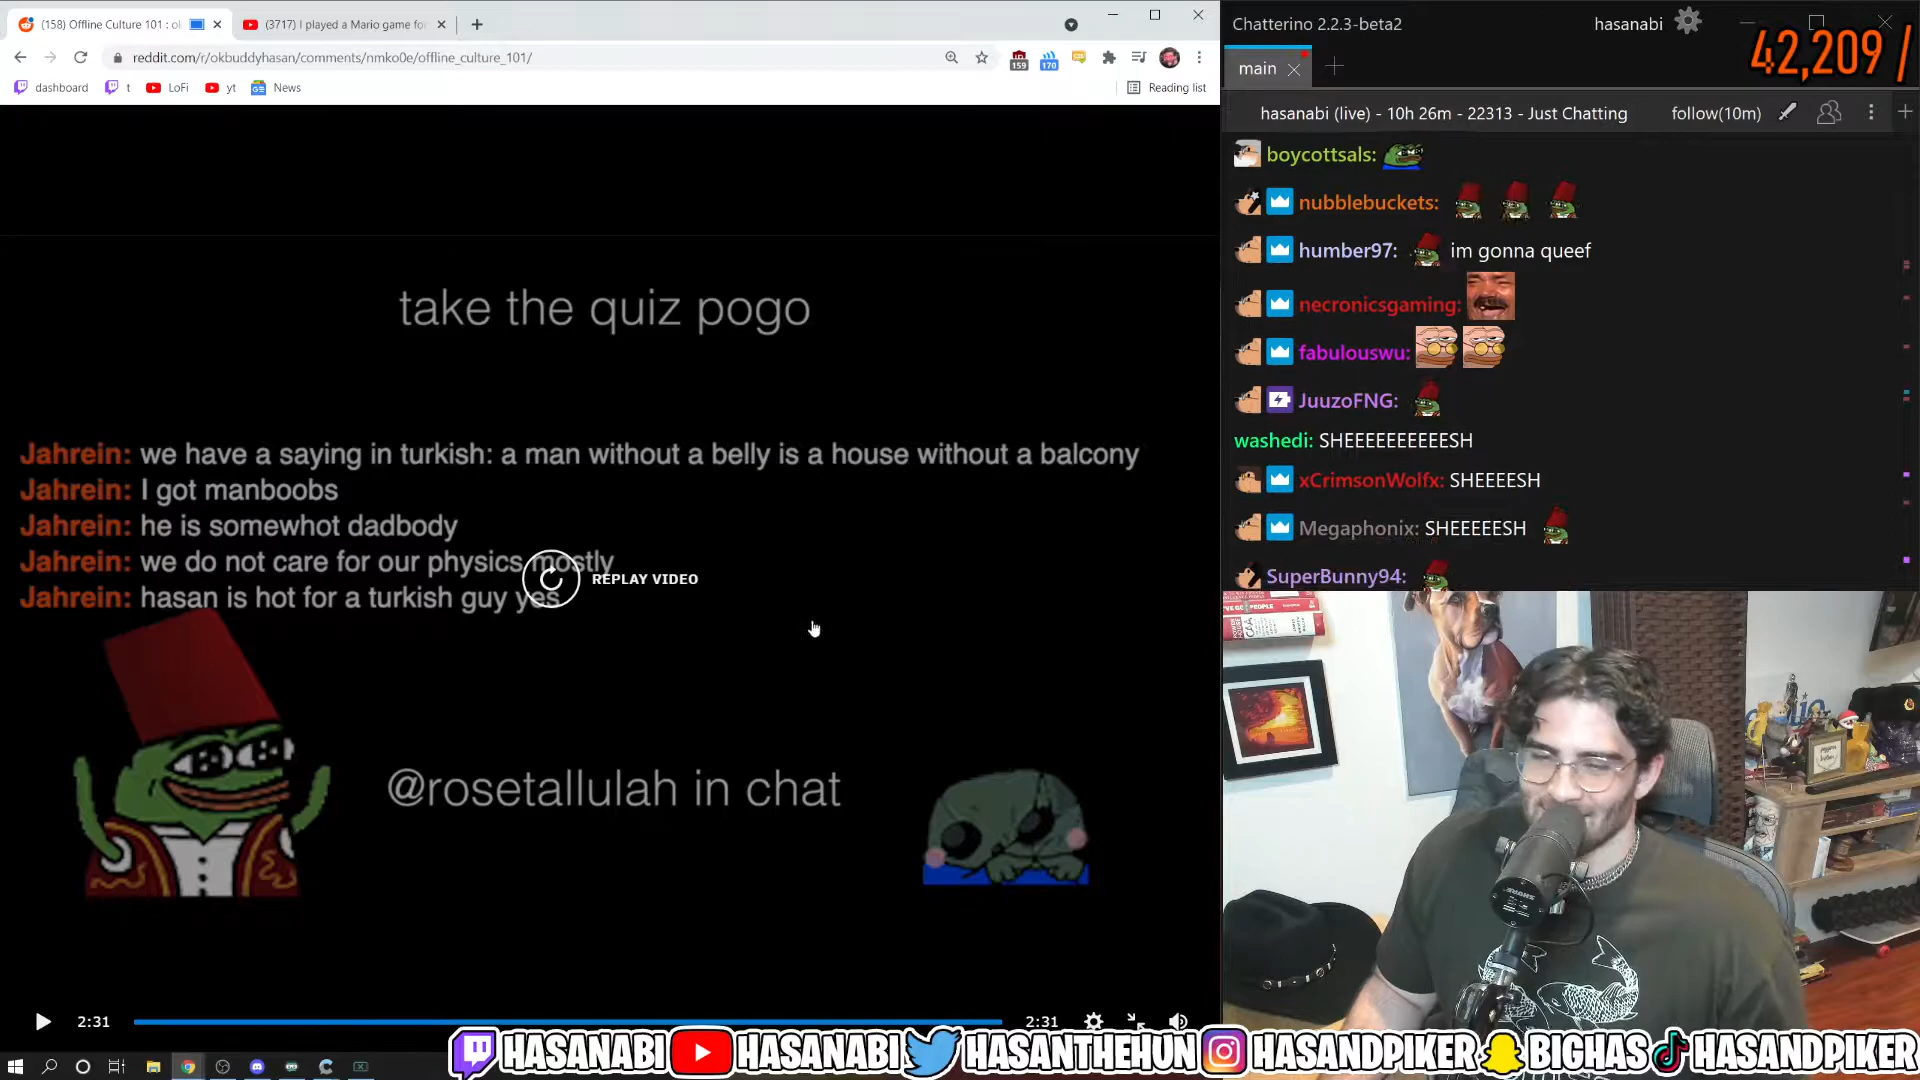 (158) Offline Culture 101 : ok
(3717) I played a Mario game fo
reddit.com/r/okbuddyhasan/comments/nmko0e/offline_culture_101/
159
170
dashboard
t
LoFi
yt
News
Reading list
take the quiz pogo
Jahrein: we have a saying in turkish: a man without a belly is a house without a balcony
Jahrein: I got manboobs
Jahrein: he is somewhot dadbody
Jahrein: we do not care for our physics mostly
Jahrein: hasan is hot for a turkish guy yes
REPLAY VIDEO
@rosetallulah in chat
2:31
2:31
Chatterino 2.2.3-beta2
hasanabi
42,209 /
main
hasanabi (live) - 10h 26m - 22313 - Just Chatting
follow(10m)
boycottsals:
nubblebuckets:
humber97: im gonna queef
necronicsgaming:
fabulouswu:
JuuzoFNG:
washedi: SHEEEEEEEEEESH
xCrimsonWolfx: SHEEEESH
Megaphonix: SHEEEEESH
SuperBunny94:
HASANABI HASANABI HASANTHEHUN HASANDPIKER BIGHAS HASANDPIKER